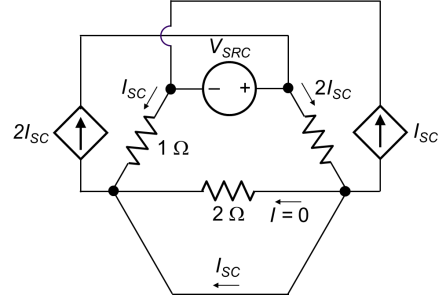 V_SRC
− +
I_SC
2I_SC
2I_SC
I_SC
1 Ω
2 Ω
I = 0
I_SC